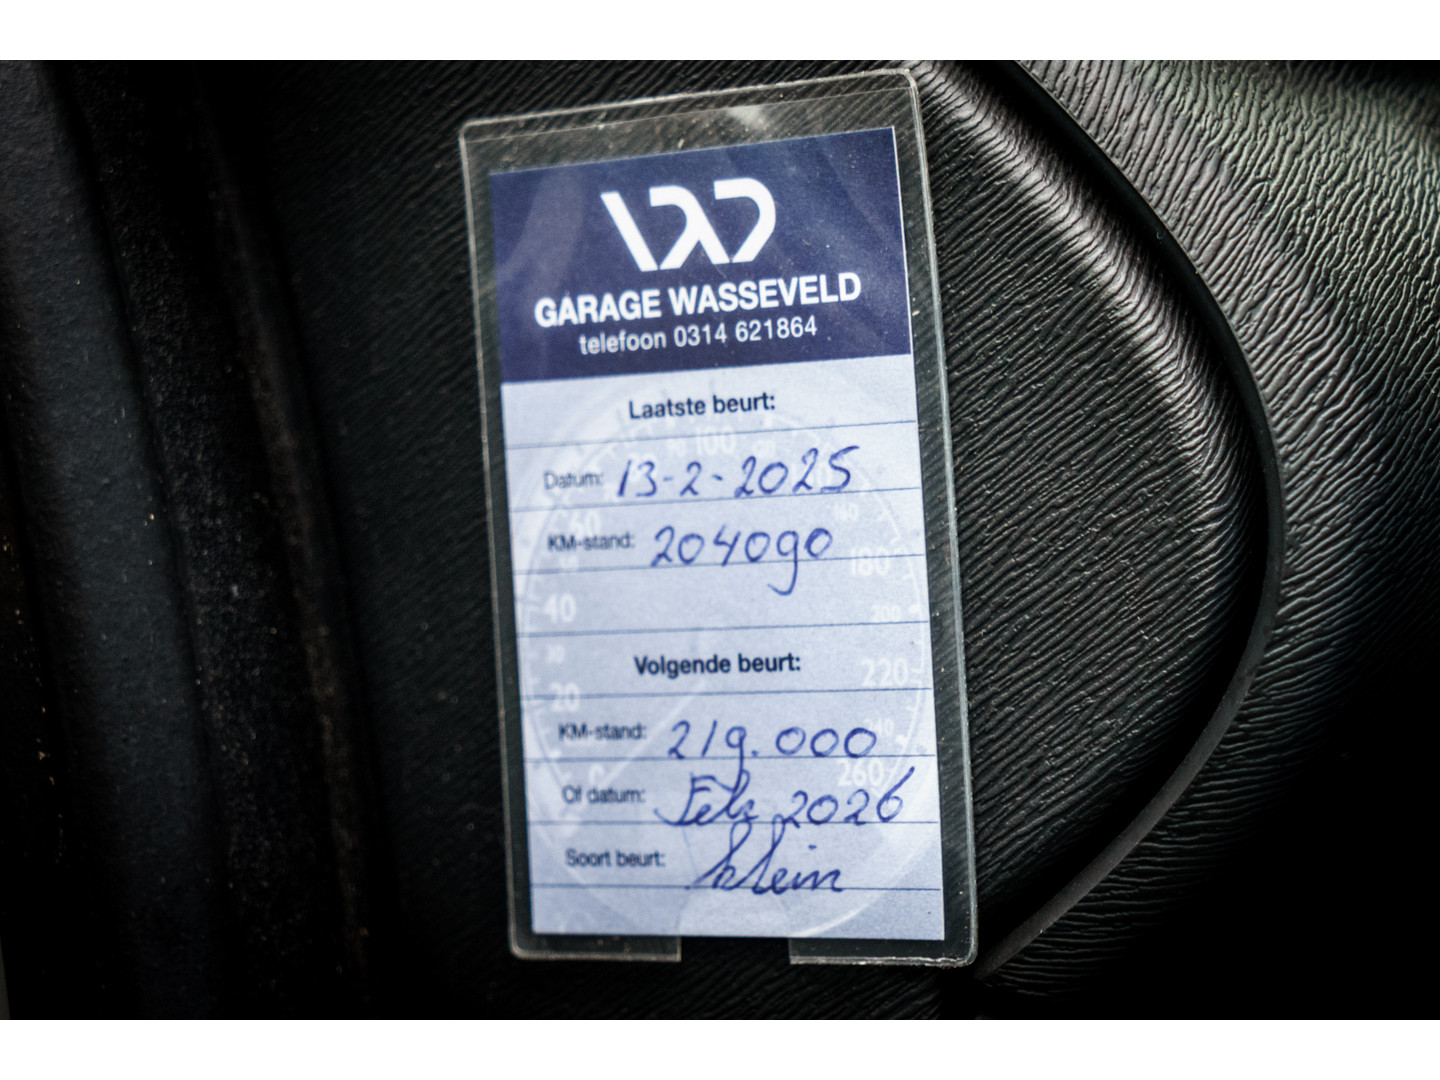 GARAGE WASSEVELD
telefoon 0314 621864
Laatste beurt:
Datum: 13-2-2025
KM-stand: 204090
Volgende beurt:
KM-stand: 219.000
Of datum: Feb 2026
Soort beurt: klein